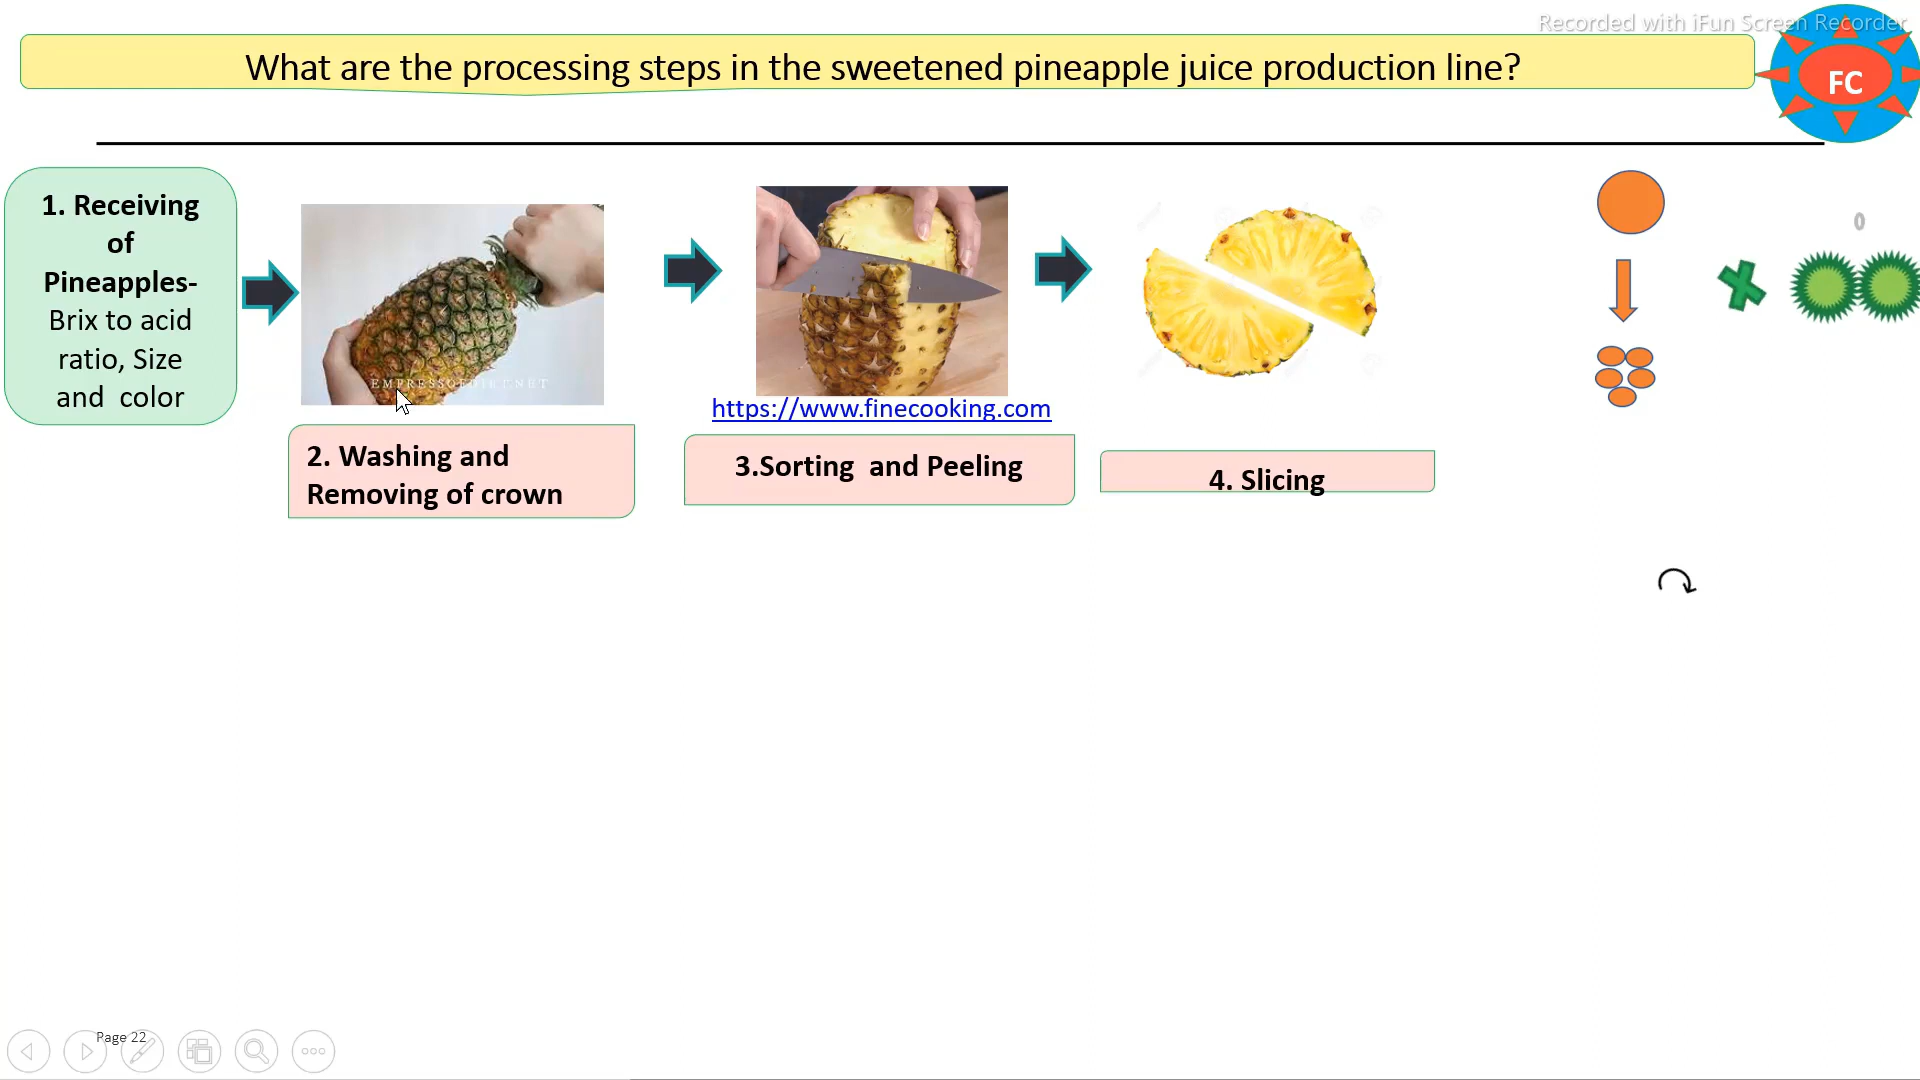 Recorded with iFun Screen Recorder
What are the processing steps in the sweetened pineapple juice production line?
FC
1. Receiving
of
Pineapples-
Brix to acid
ratio, Size
and color
https://www.finecooking.com
2. Washing and
Removing of crown
3.Sorting and Peeling
4. Slicing
0
Page 22